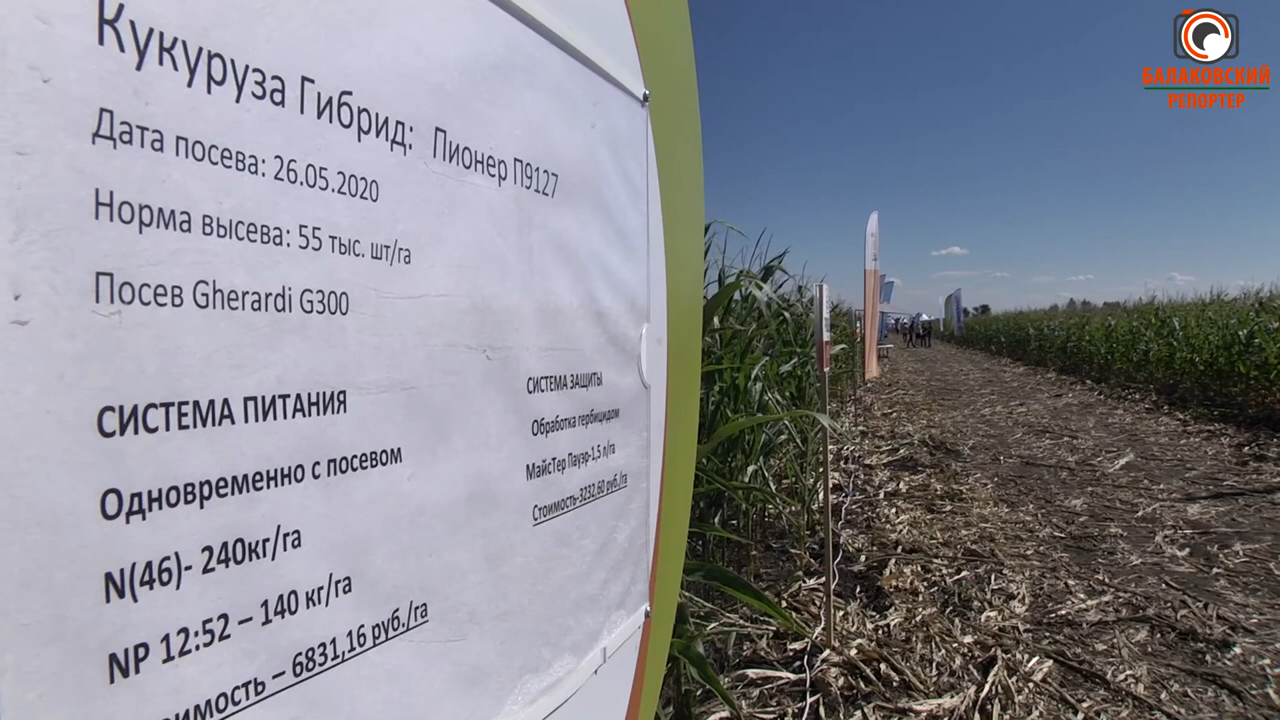 Кукуруза Гибрид: Пионер П9127
Дата посева: 26.05.2020
Норма высева: 55 тыс. шт/га
Посев Gherardi G300
СИСТЕМА ПИТАНИЯ
Одновременно с посевом
N(46)- 240кг/га
NP 12:52 – 140 кг/га
– 6831,16 руб./га
СИСТЕМА ЗАЩИТЫ
Обработка гербицидом
МайсТер Пауэр-1,5 л/га
Стоимость-3232,60 руб./га
БАЛАКОВСКИЙ
РЕПОРТЕР